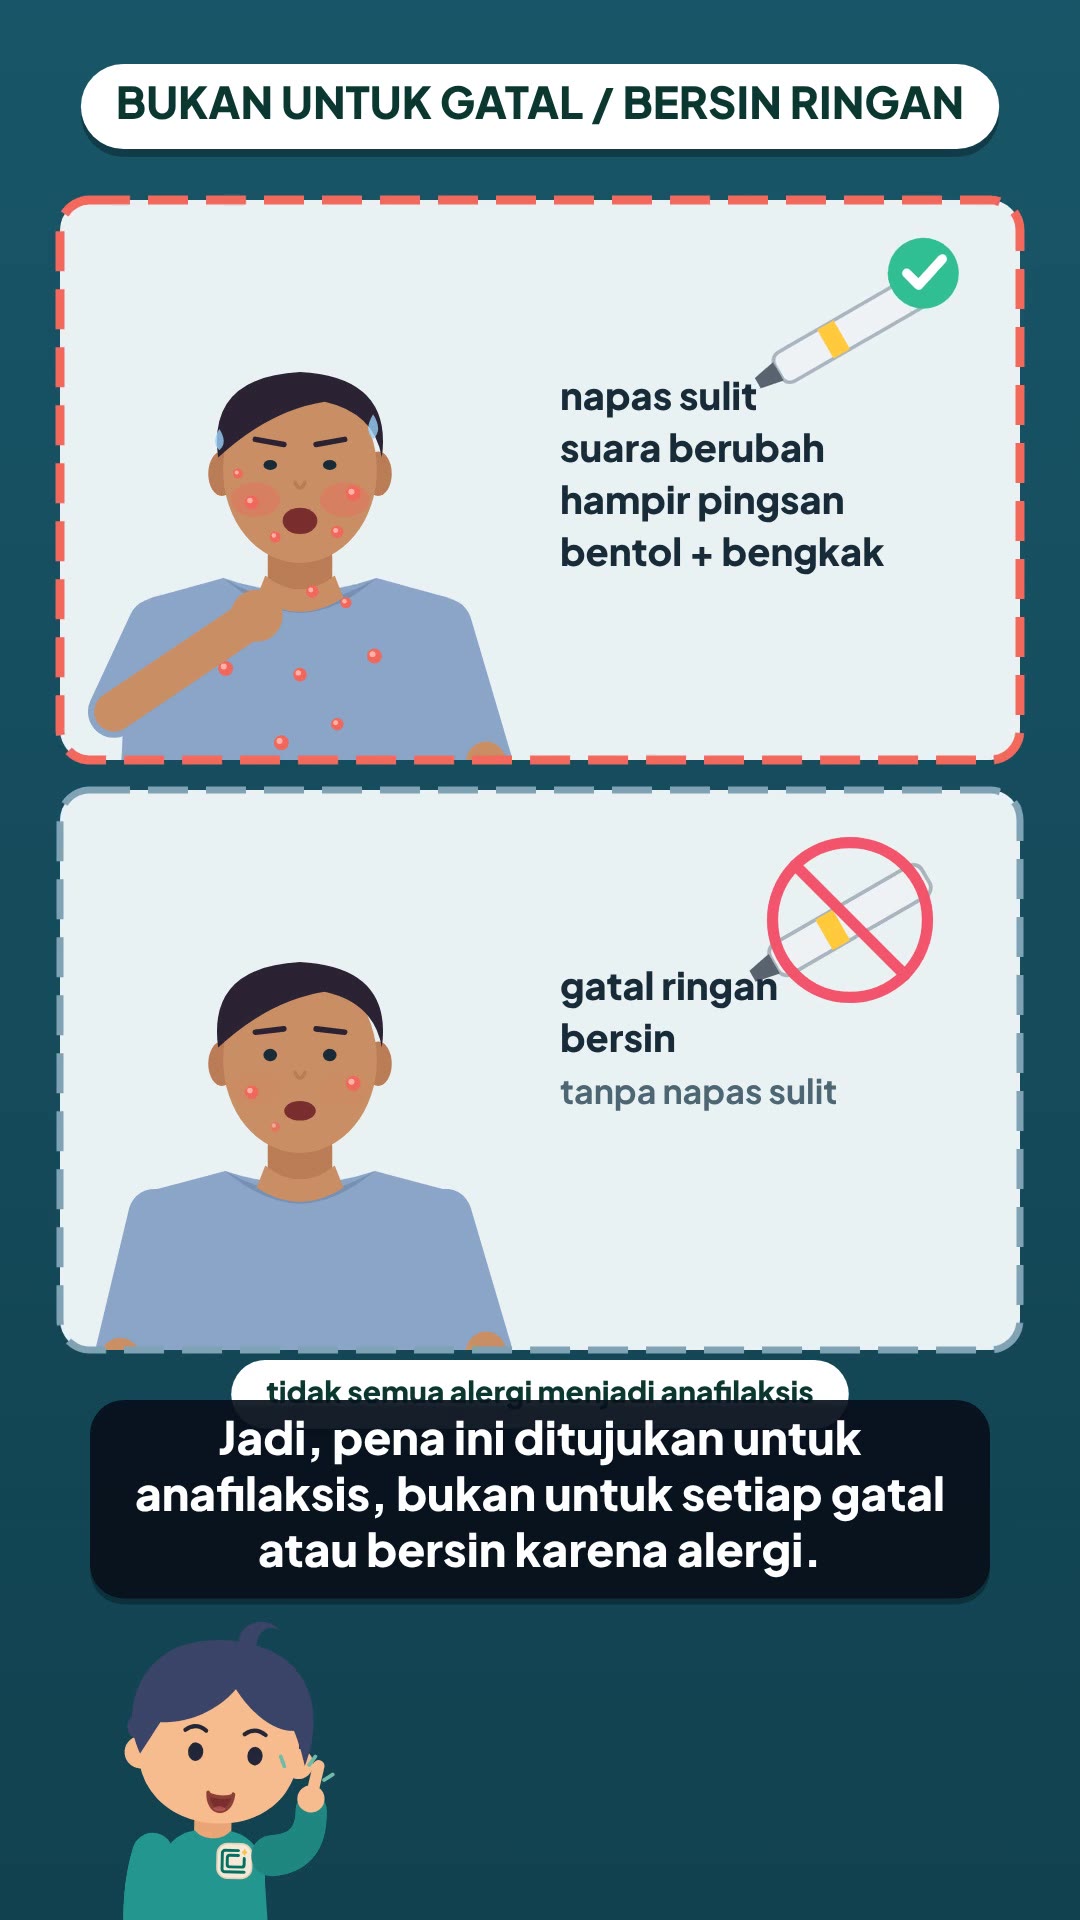 BUKAN UNTUK GATAL / BERSIN RINGAN
napas sulit
suara berubah
hampir pingsan
bentol + bengkak
gatal ringan
bersin
tanpa napas sulit
tidak semua alergi menjadi anafilaksis
Jadi, pena ini ditujukan untuk
anafilaksis, bukan untuk setiap gatal
atau bersin karena alergi.